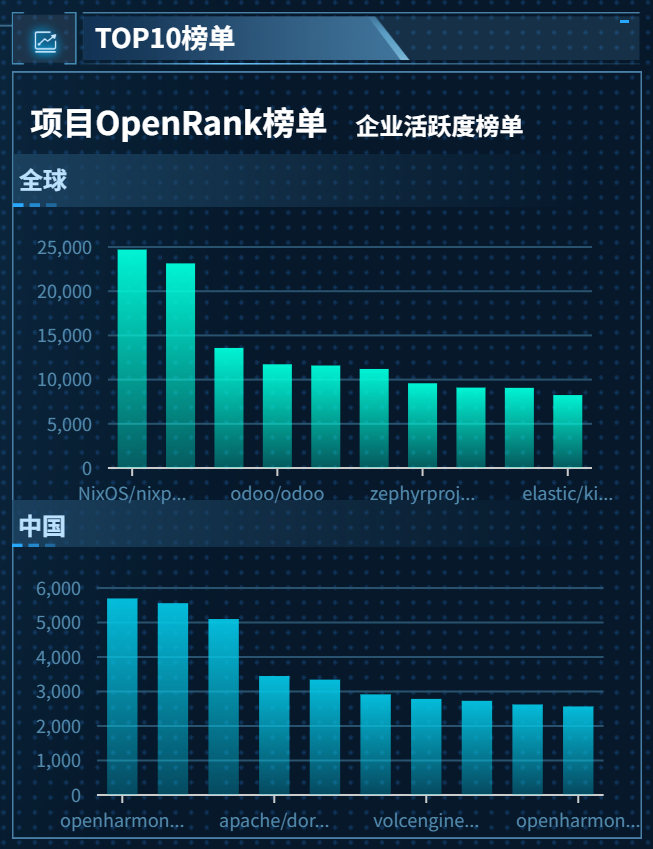 TOP10榜单
项目OpenRank榜单 企业活跃度榜单
全球
25,000
20,000
15,000
10,000
5,000
0
NixOS/nixp... odoo/odoo zephyrproj... elastic/ki...
中国
6,000
5,000
4,000
3,000
2,000
1,000
0
openharmon... apache/dor... volcengine... openharmon...